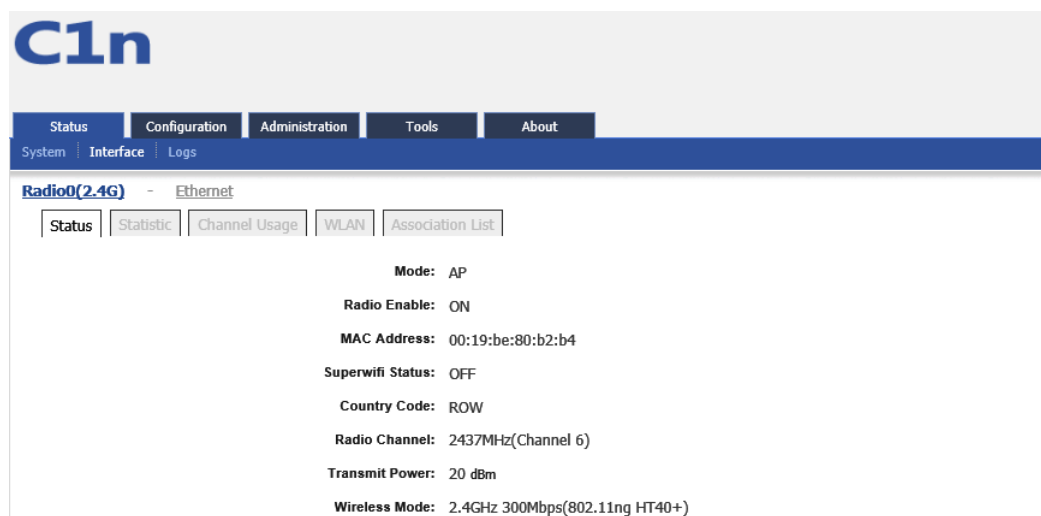 C1n
Status Configuration Administration Tools About
System Interface Logs
Radio0(2.4G) - Ethernet
Status Statistic Channel Usage WLAN Association List
Mode: AP
Radio Enable: ON
MAC Address: 00:19:be:80:b2:b4
Superwifi Status: OFF
Country Code: ROW
Radio Channel: 2437MHz(Channel 6)
Transmit Power: 20 dBm
Wireless Mode: 2.4GHz 300Mbps(802.11ng HT40+)